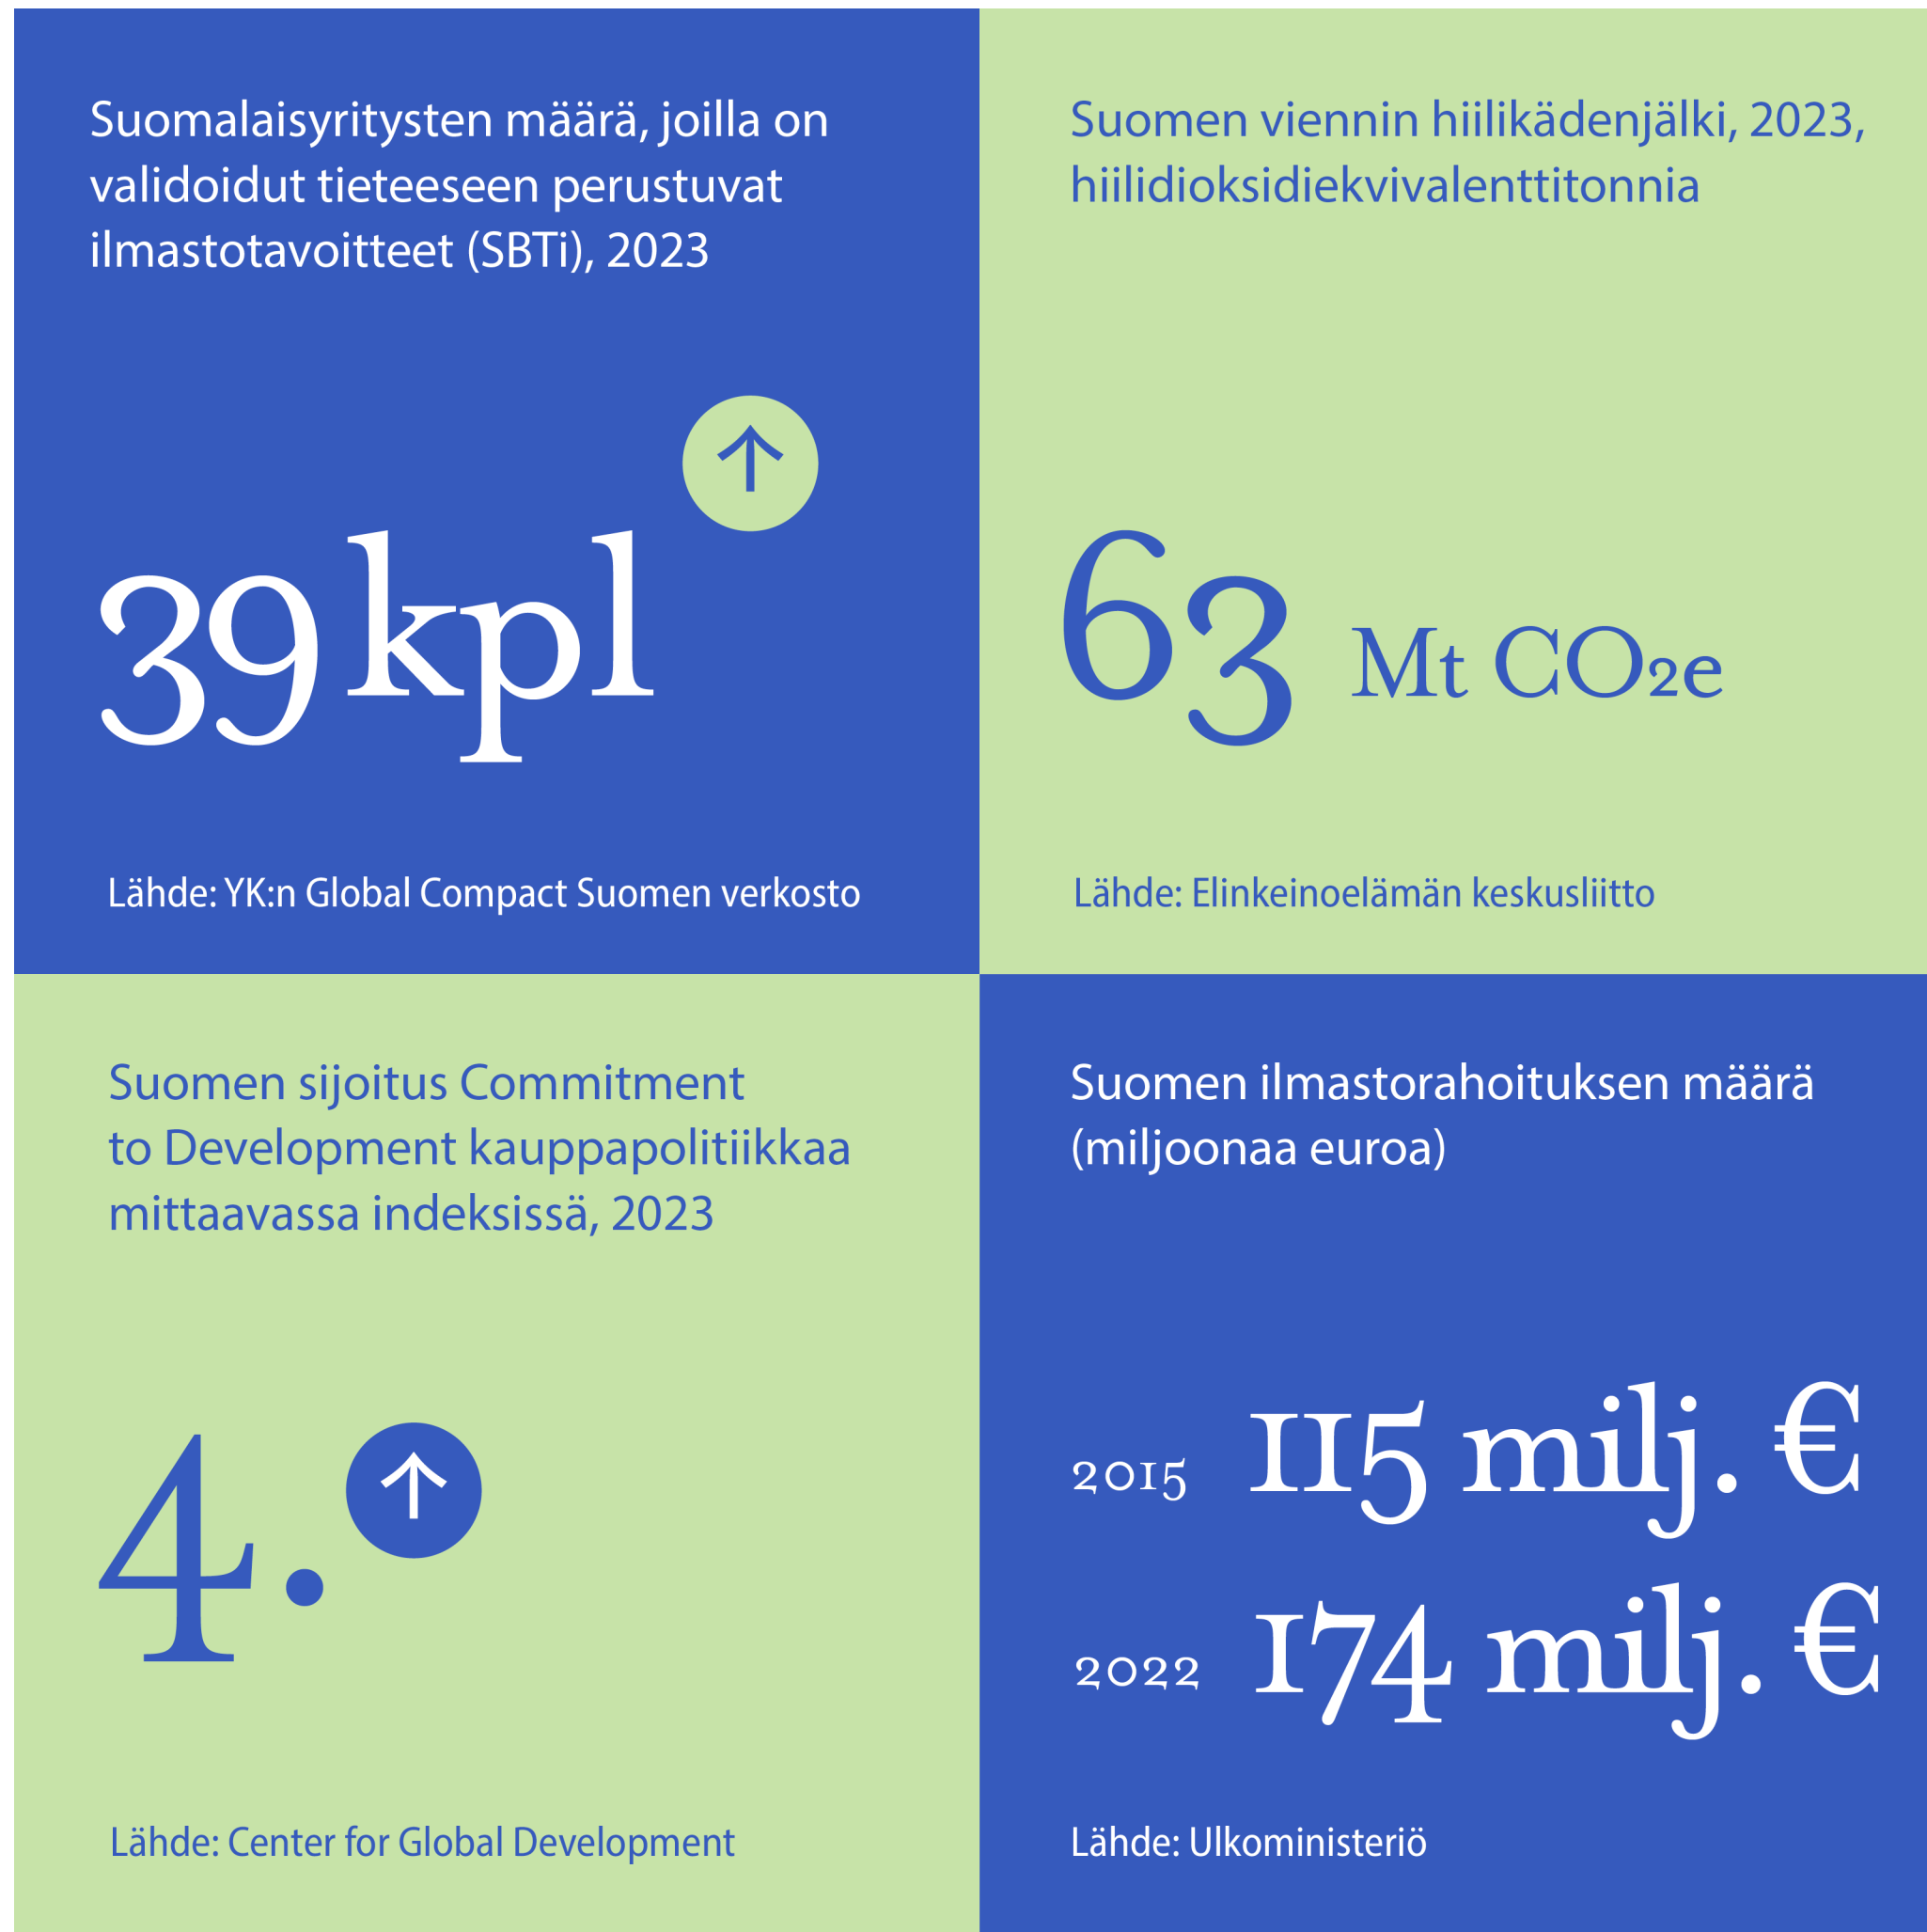 Suomalaisyritysten määrä, joilla on
validoidut tieteeseen perustuvat
ilmastotavoitteet (SBTi), 2023
↑
39 kpl
Lähde: YK:n Global Compact Suomen verkosto
Suomen viennin hiilikädenjälki, 2023,
hiilidioksidiekvivalenttitonnia
63 Mt CO2e
Lähde: Elinkeinoelämän keskusliitto
Suomen sijoitus Commitment
to Development kauppapolitiikkaa
mittaavassa indeksissä, 2023
4. ↑
Lähde: Center for Global Development
Suomen ilmastorahoituksen määrä
(miljoonaa euroa)
2015 115 milj. €
2022 174 milj. €
Lähde: Ulkoministeriö